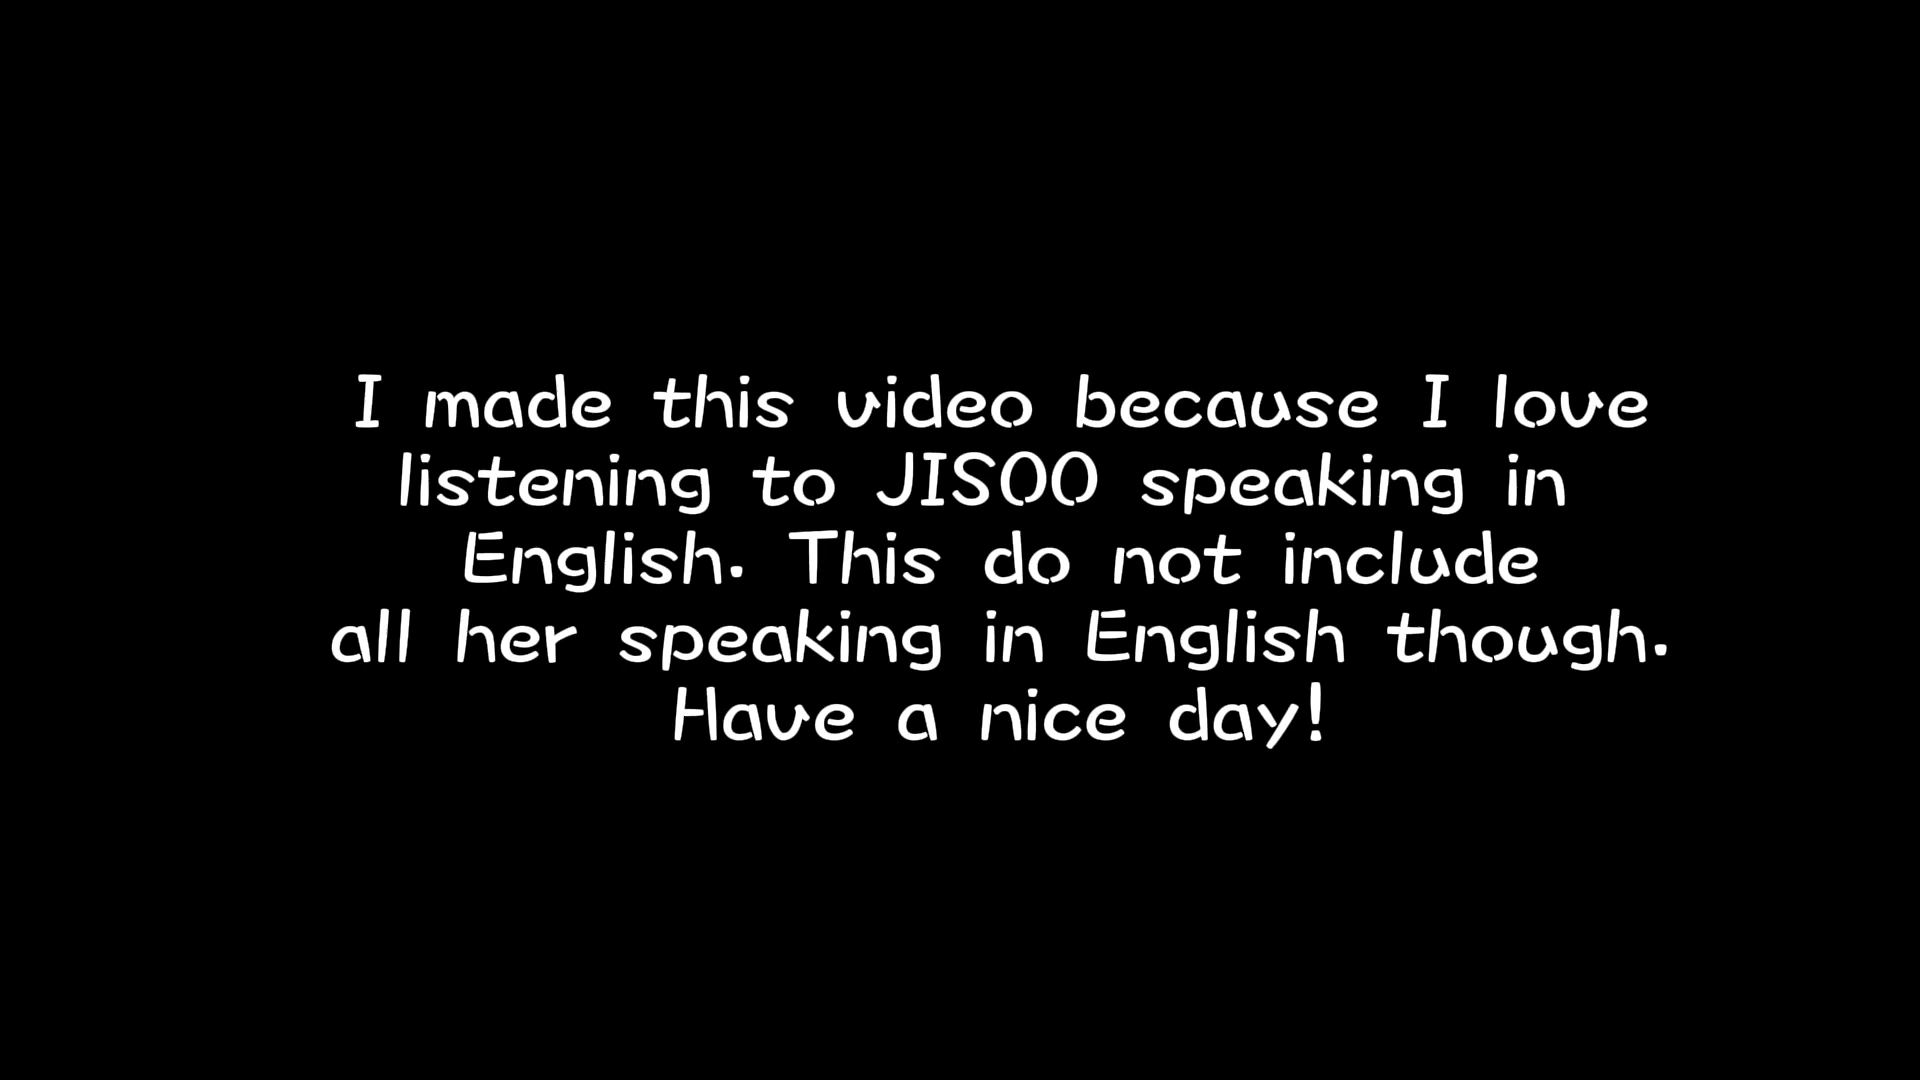 I made this video because I love
listening to JISOO speaking in
English. This do not include
all her speaking in English though.
Have a nice day!